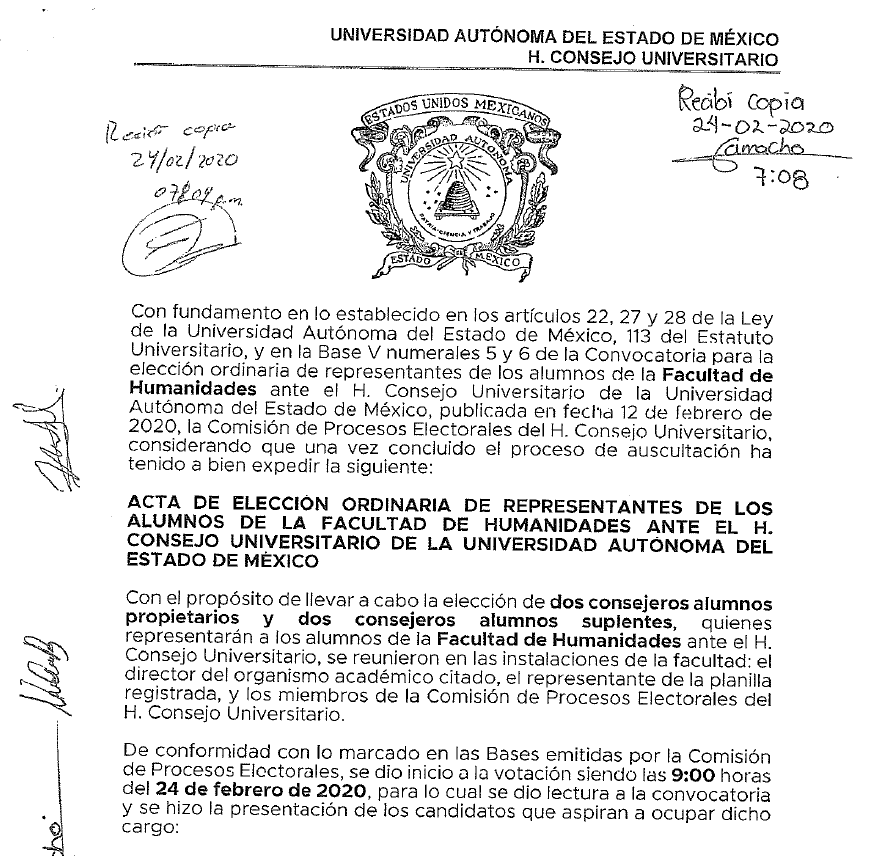 UNIVERSIDAD AUTÓNOMA DEL ESTADO DE MÉXICO
H. CONSEJO UNIVERSITARIO
Recibí copia
24/02/2020
07:09 p.m.
Recibí Copia
24-02-2020
Camacho
7:08
ESTADOS UNIDOS MEXICANOS
UNIVERSIDAD AUTONOMA
PATRIA·CIENCIA Y TRABAJO
ESTADO DE MÉXICO
Con fundamento en lo establecido en los artículos 22, 27 y 28 de la Ley
de la Universidad Autónoma del Estado de México, 113 del Estatuto
Universitario, y en la Base V numerales 5 y 6 de la Convocatoria para la
elección ordinaria de representantes de los alumnos de la Facultad de
Humanidades ante el H. Consejo Universitario de la Universidad
Autónoma del Estado de México, publicada en fecha 12 de febrero de
2020, la Comisión de Procesos Electorales del H. Consejo Universitario,
considerando que una vez concluido el proceso de auscultación ha
tenido a bien expedir la siguiente:
ACTA DE ELECCIÓN ORDINARIA DE REPRESENTANTES DE LOS
ALUMNOS DE LA FACULTAD DE HUMANIDADES ANTE EL H.
CONSEJO UNIVERSITARIO DE LA UNIVERSIDAD AUTÓNOMA DEL
ESTADO DE MÉXICO
Con el propósito de llevar a cabo la elección de dos consejeros alumnos
propietarios y dos consejeros alumnos suplentes, quienes
representarán a los alumnos de la Facultad de Humanidades ante el H.
Consejo Universitario, se reunieron en las instalaciones de la facultad: el
director del organismo académico citado, el representante de la planilla
registrada, y los miembros de la Comisión de Procesos Electorales del
H. Consejo Universitario.
De conformidad con lo marcado en las Bases emitidas por la Comisión
de Procesos Electorales, se dio inicio a la votación siendo las 9:00 horas
del 24 de febrero de 2020, para lo cual se dio lectura a la convocatoria
y se hizo la presentación de los candidatos que aspiran a ocupar dicho
cargo: